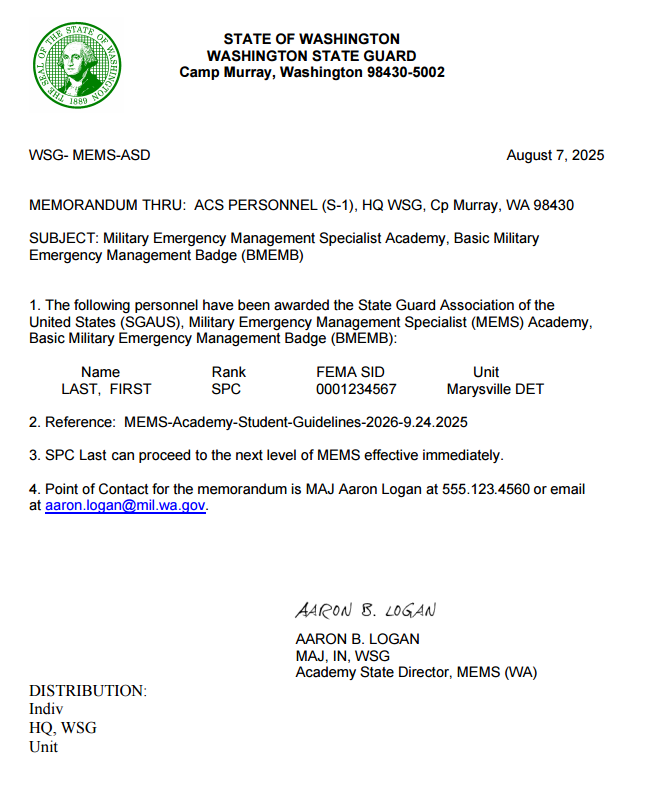 THE SEAL OF THE STATE OF WASHINGTON
1889
STATE OF WASHINGTON
WASHINGTON STATE GUARD
Camp Murray, Washington 98430-5002
WSG- MEMS-ASD August 7, 2025
MEMORANDUM THRU: ACS PERSONNEL (S-1), HQ WSG, Cp Murray, WA 98430
SUBJECT: Military Emergency Management Specialist Academy, Basic Military
Emergency Management Badge (BMEMB)
1. The following personnel have been awarded the State Guard Association of the
United States (SGAUS), Military Emergency Management Specialist (MEMS) Academy,
Basic Military Emergency Management Badge (BMEMB):
Name Rank FEMA SID Unit
LAST, FIRST SPC 0001234567 Marysville DET
2. Reference: MEMS-Academy-Student-Guidelines-2026-9.24.2025
3. SPC Last can proceed to the next level of MEMS effective immediately.
4. Point of Contact for the memorandum is MAJ Aaron Logan at 555.123.4560 or email
at aaron.logan@mil.wa.gov.
AARON B. LOGAN
AARON B. LOGAN
MAJ, IN, WSG
Academy State Director, MEMS (WA)
DISTRIBUTION:
Indiv
HQ, WSG
Unit